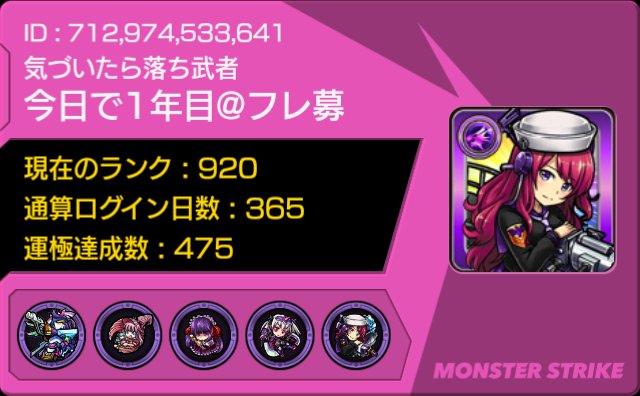 ID : 712,974,533,641
気づいたら落ち武者
今日で1年目@フレ募
現在のランク : 920
通算ログイン日数 : 365
運極達成数 : 475
MONSTER STRIKE